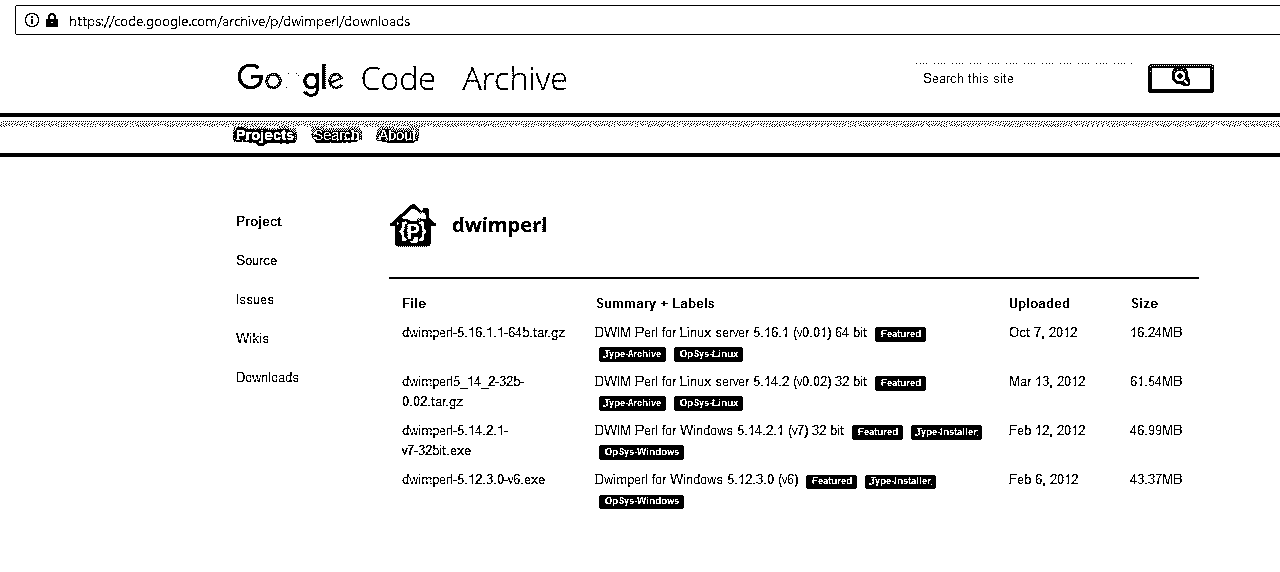 https://code.google.com/archive/p/dwimperl/downloads
Google Code Archive
Search this site
Projects Search About
Project
Source
Issues
Wikis
Downloads
{P}
dwimperl
File Summary + Labels Uploaded Size
dwimperl-5.16.1.1-64b.tar.gz DWIM Perl for Linux server 5.16.1 (v0.01) 64 bit Featured Oct 7, 2012 16.24MB
Type-Archive OpSys-Linux
dwimperl5_14_2-32b- DWIM Perl for Linux server 5.14.2 (v0.02) 32 bit Featured Mar 13, 2012 61.54MB
0.02.tar.gz Type-Archive OpSys-Linux
dwimperl-5.14.2.1- DWIM Perl for Windows 5.14.2.1 (v7) 32 bit Featured Type-Installer Feb 12, 2012 46.99MB
v7-32bit.exe OpSys-Windows
dwimperl-5.12.3.0-v6.exe Dwimperl for Windows 5.12.3.0 (v6) Featured Type-Installer Feb 6, 2012 43.37MB
OpSys-Windows